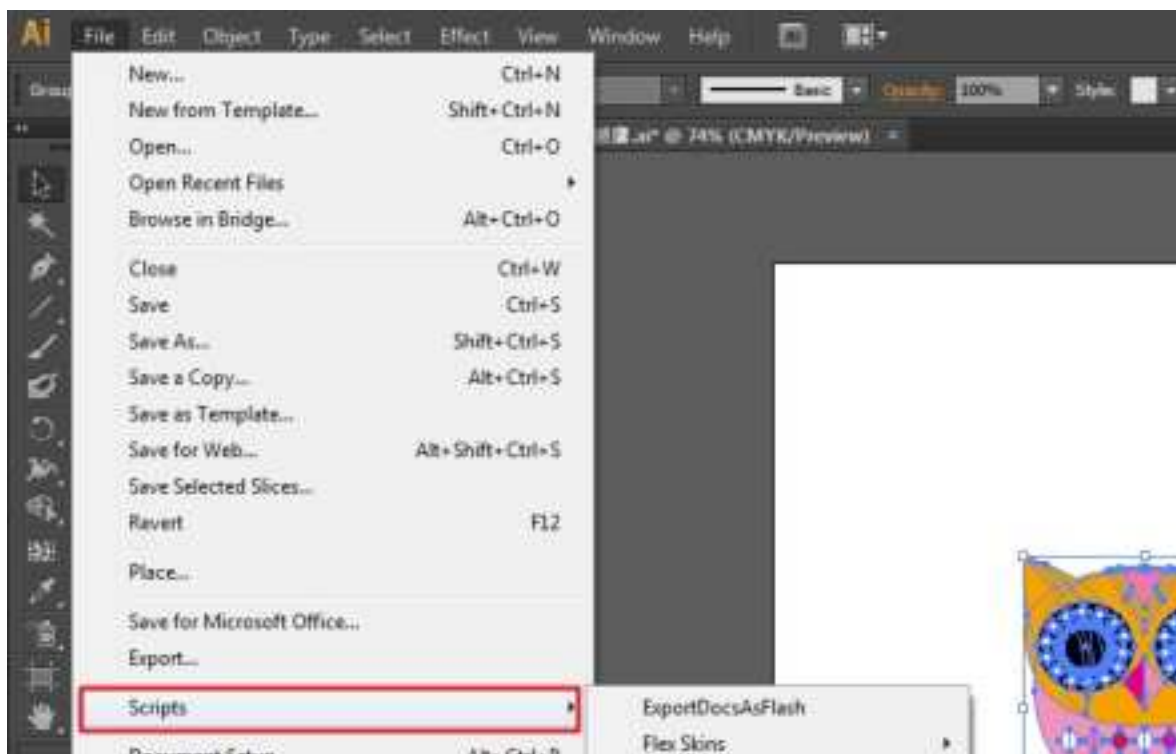 Ai File Edit Object Type Select Effect View Window Help
Basic Opacity: 100% Style:
.ai* @ 74% (CMYK/Preview)
New... Ctrl+N
New from Template... Shift+Ctrl+N
Open... Ctrl+O
Open Recent Files
Browse in Bridge... Alt+Ctrl+O
Close Ctrl+W
Save Ctrl+S
Save As... Shift+Ctrl+S
Save a Copy... Alt+Ctrl+S
Save as Template...
Save for Web... Alt+Shift+Ctrl+S
Save Selected Slices...
Revert F12
Place...
Save for Microsoft Office...
Export...
Scripts ExportDocsAsFlash
Flex Skins